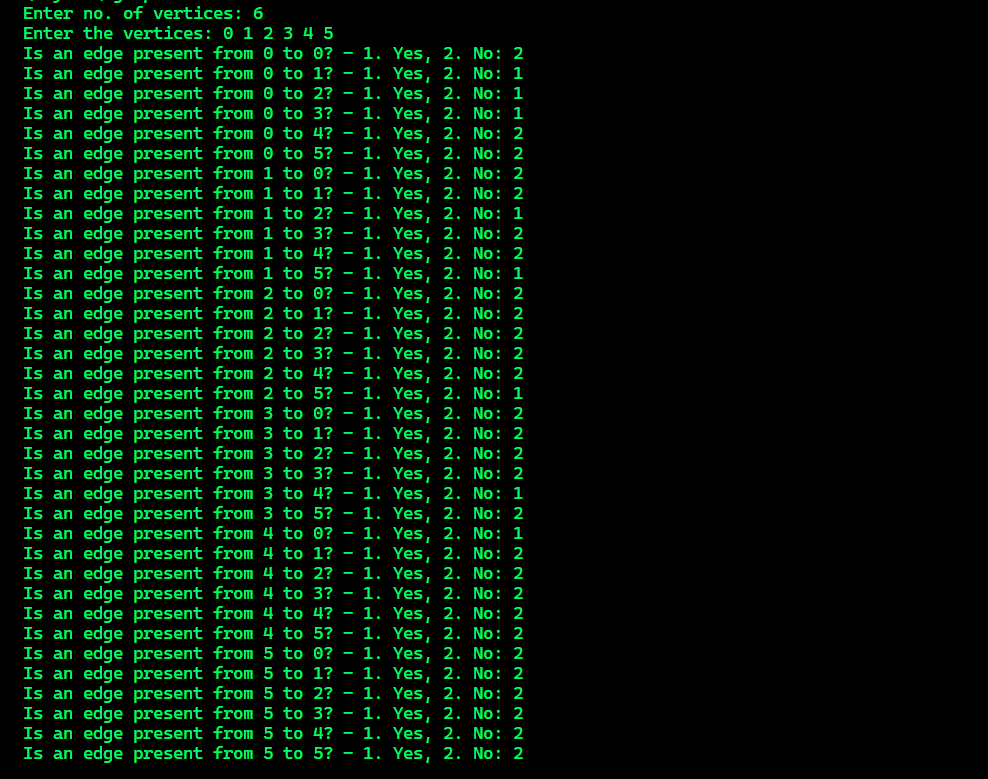 Enter no. of vertices: 6
Enter the vertices: 0 1 2 3 4 5
Is an edge present from 0 to 0? - 1. Yes, 2. No: 2
Is an edge present from 0 to 1? - 1. Yes, 2. No: 1
Is an edge present from 0 to 2? - 1. Yes, 2. No: 1
Is an edge present from 0 to 3? - 1. Yes, 2. No: 1
Is an edge present from 0 to 4? - 1. Yes, 2. No: 2
Is an edge present from 0 to 5? - 1. Yes, 2. No: 2
Is an edge present from 1 to 0? - 1. Yes, 2. No: 2
Is an edge present from 1 to 1? - 1. Yes, 2. No: 2
Is an edge present from 1 to 2? - 1. Yes, 2. No: 1
Is an edge present from 1 to 3? - 1. Yes, 2. No: 2
Is an edge present from 1 to 4? - 1. Yes, 2. No: 2
Is an edge present from 1 to 5? - 1. Yes, 2. No: 1
Is an edge present from 2 to 0? - 1. Yes, 2. No: 2
Is an edge present from 2 to 1? - 1. Yes, 2. No: 2
Is an edge present from 2 to 2? - 1. Yes, 2. No: 2
Is an edge present from 2 to 3? - 1. Yes, 2. No: 2
Is an edge present from 2 to 4? - 1. Yes, 2. No: 2
Is an edge present from 2 to 5? - 1. Yes, 2. No: 1
Is an edge present from 3 to 0? - 1. Yes, 2. No: 2
Is an edge present from 3 to 1? - 1. Yes, 2. No: 2
Is an edge present from 3 to 2? - 1. Yes, 2. No: 2
Is an edge present from 3 to 3? - 1. Yes, 2. No: 2
Is an edge present from 3 to 4? - 1. Yes, 2. No: 1
Is an edge present from 3 to 5? - 1. Yes, 2. No: 2
Is an edge present from 4 to 0? - 1. Yes, 2. No: 1
Is an edge present from 4 to 1? - 1. Yes, 2. No: 2
Is an edge present from 4 to 2? - 1. Yes, 2. No: 2
Is an edge present from 4 to 3? - 1. Yes, 2. No: 2
Is an edge present from 4 to 4? - 1. Yes, 2. No: 2
Is an edge present from 4 to 5? - 1. Yes, 2. No: 2
Is an edge present from 5 to 0? - 1. Yes, 2. No: 2
Is an edge present from 5 to 1? - 1. Yes, 2. No: 2
Is an edge present from 5 to 2? - 1. Yes, 2. No: 2
Is an edge present from 5 to 3? - 1. Yes, 2. No: 2
Is an edge present from 5 to 4? - 1. Yes, 2. No: 2
Is an edge present from 5 to 5? - 1. Yes, 2. No: 2